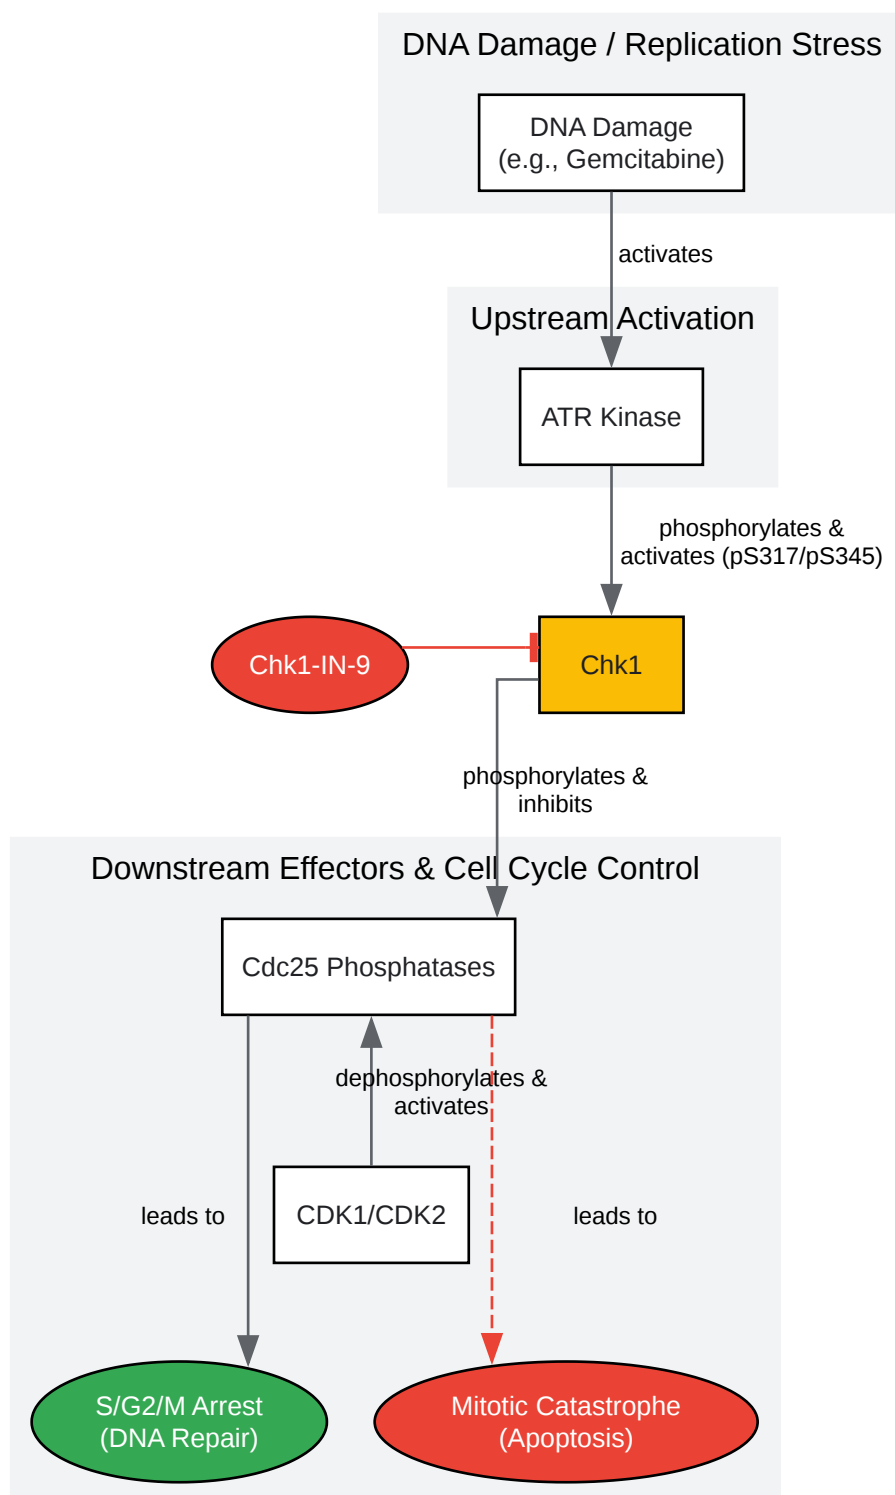 DNA Damage / Replication Stress
DNA Damage
(e.g., Gemcitabine)
activates
Upstream Activation
ATR Kinase
phosphorylates &
activates (pS317/pS345)
Chk1-IN-9
Chk1
phosphorylates &
inhibits
Downstream Effectors & Cell Cycle Control
Cdc25 Phosphatases
dephosphorylates &
activates
leads to
CDK1/CDK2
leads to
S/G2/M Arrest
(DNA Repair)
Mitotic Catastrophe
(Apoptosis)